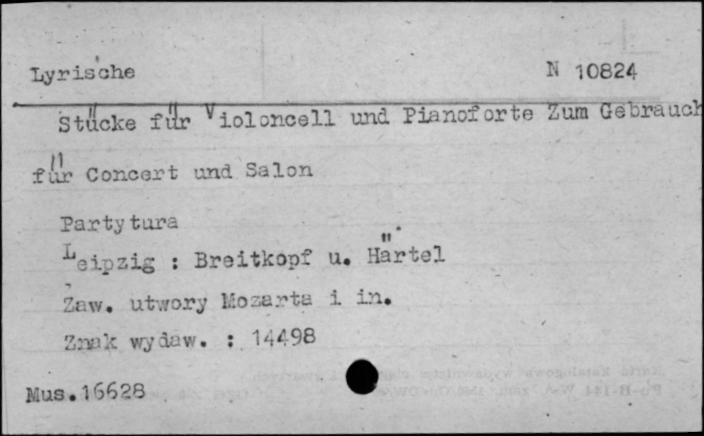 Lyrische
N 10824
Stücke für Violoncell und Pianoforte Zum Gebrauch
für Concert und Salon
Partytura
Leipzig : Breitkopf u. Härtel
Zaw. utwory Mozarta i in.
Znak wydaw. : 14498
Mus.16628